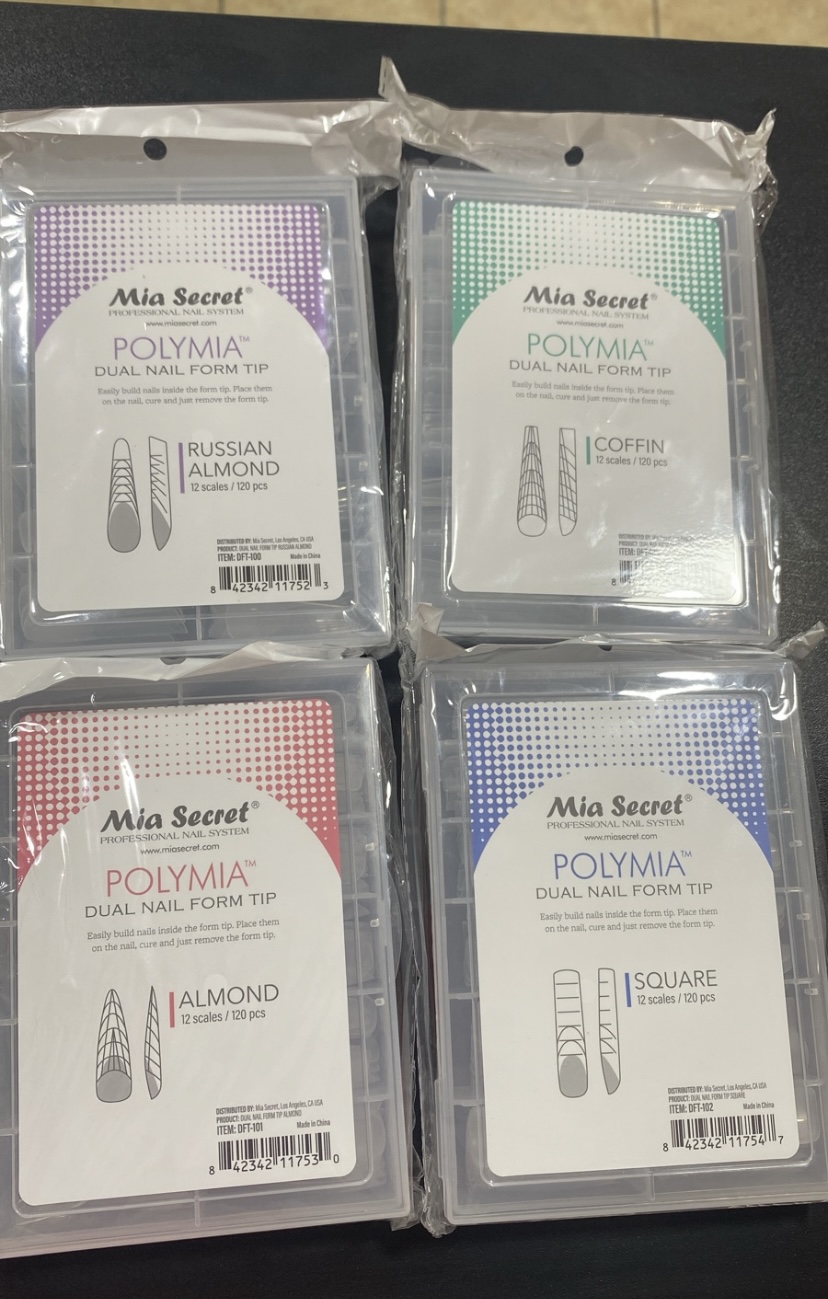 Mia Secret®
PROFESSIONAL NAIL SYSTEM
www.miasecret.com
POLYMIA™
DUAL NAIL FORM TIP
Easily build nails inside the form tip. Place them
on the nail, cure and just remove the form tip.
RUSSIAN
ALMOND
12 scales / 120 pcs
DISTRIBUTED BY: Mia Secret, Los Angeles, CA USA
PRODUCT: DUAL NAIL FORM TIP RUSSIAN ALMOND
ITEM: DFT-100 Made in China
8 42342 11752 3
Mia Secret®
PROFESSIONAL NAIL SYSTEM
www.miasecret.com
POLYMIA™
DUAL NAIL FORM TIP
Easily build nails inside the form tip. Place them
on the nail, cure and just remove the form tip.
COFFIN
12 scales / 120 pcs
DISTRIBUTED BY:
PRODUCT:
ITEM:
8
Mia Secret®
PROFESSIONAL NAIL SYSTEM
www.miasecret.com
POLYMIA™
DUAL NAIL FORM TIP
Easily build nails inside the form tip. Place them
on the nail, cure and just remove the form tip.
ALMOND
12 scales / 120 pcs
DISTRIBUTED BY: Mia Secret, Los Angeles, CA USA
PRODUCT: DUAL NAIL FORM TIP ALMOND
ITEM: DFT-101 Made in China
8 42342 11753 0
Mia Secret®
PROFESSIONAL NAIL SYSTEM
www.miasecret.com
POLYMIA™
DUAL NAIL FORM TIP
Easily build nails inside the form tip. Place them
on the nail, cure and just remove the form tip.
SQUARE
12 scales / 120 pcs
DISTRIBUTED BY: Mia Secret, Los Angeles, CA USA
PRODUCT: DUAL NAIL FORM TIP SQUARE
ITEM: DFT-102 Made in China
8 42342 11754 7